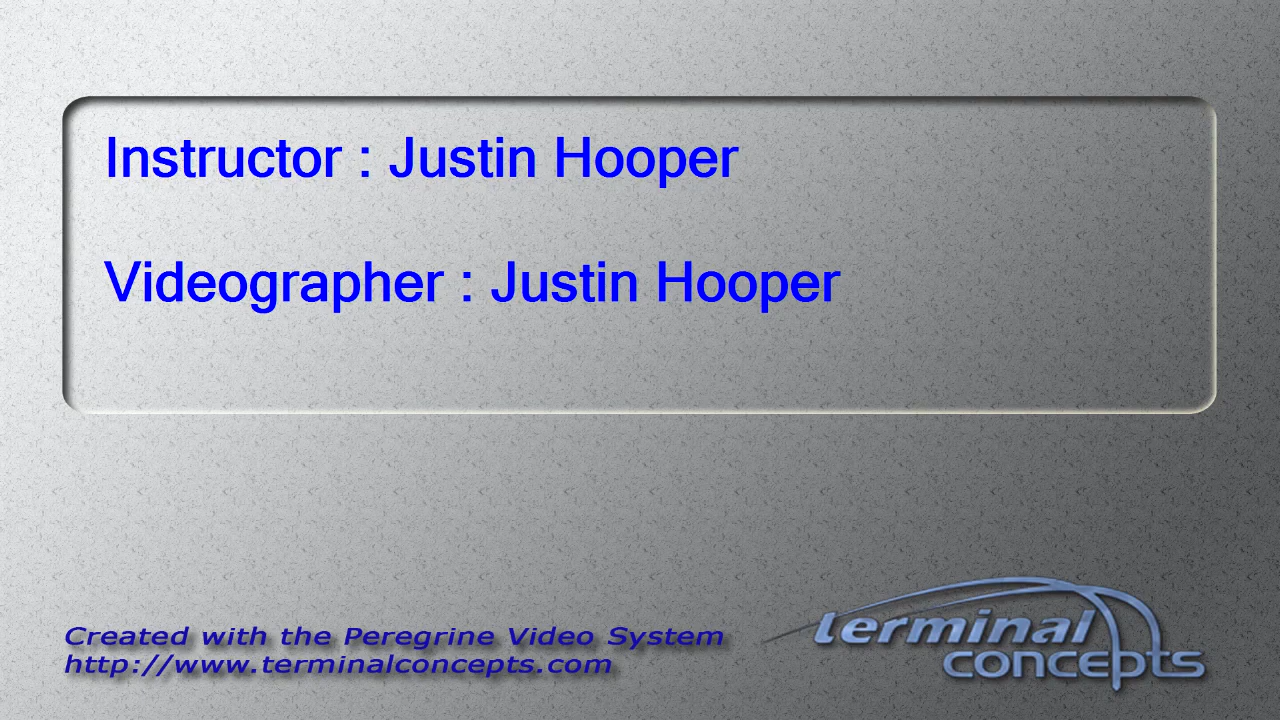 Instructor : Justin Hooper
Videographer : Justin Hooper
Created with the Peregrine Video System
http://www.terminalconcepts.com
terminal
concepts